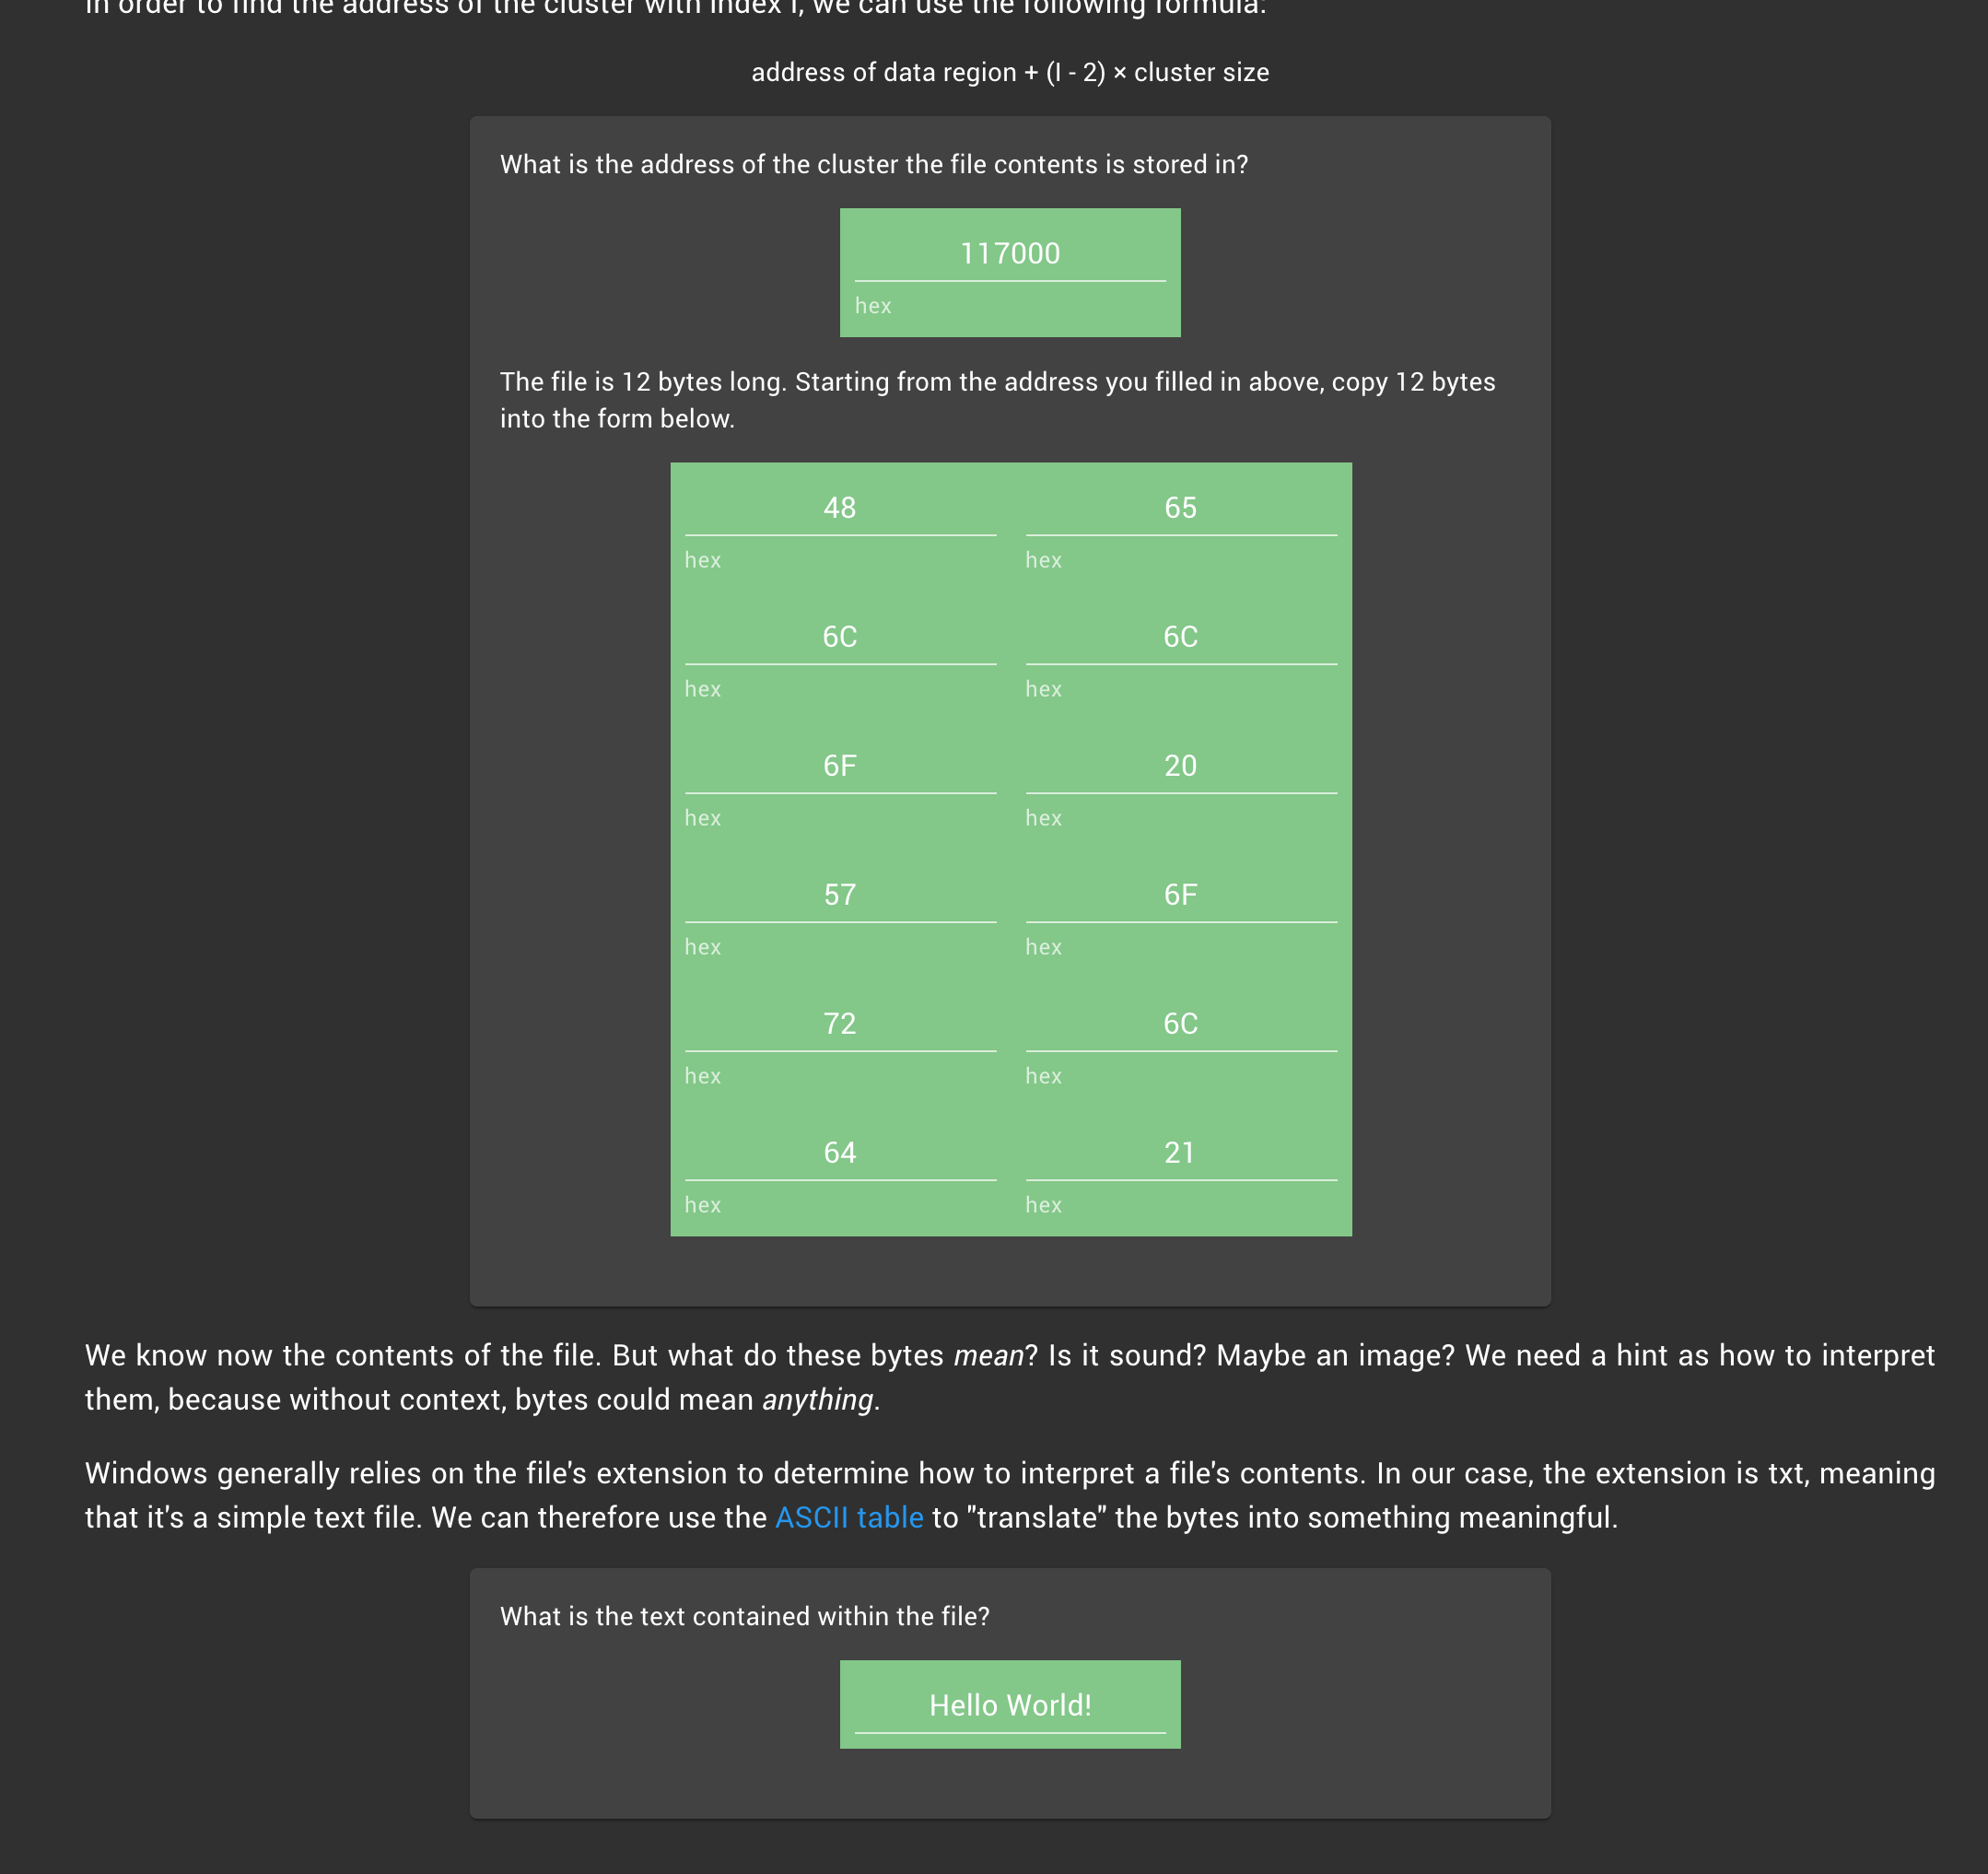 in order to find the address of the cluster with index I, we can use the following formula:
address of data region + (I - 2) × cluster size
What is the address of the cluster the file contents is stored in?
117000
hex
The file is 12 bytes long. Starting from the address you filled in above, copy 12 bytes
into the form below.
48 65
hex hex
6C 6C
hex hex
6F 20
hex hex
57 6F
hex hex
72 6C
hex hex
64 21
hex hex
We know now the contents of the file. But what do these bytes mean? Is it sound? Maybe an image? We need a hint as how to interpret
them, because without context, bytes could mean anything.
Windows generally relies on the file's extension to determine how to interpret a file's contents. In our case, the extension is txt, meaning
that it's a simple text file. We can therefore use the ASCII table to "translate" the bytes into something meaningful.
What is the text contained within the file?
Hello World!